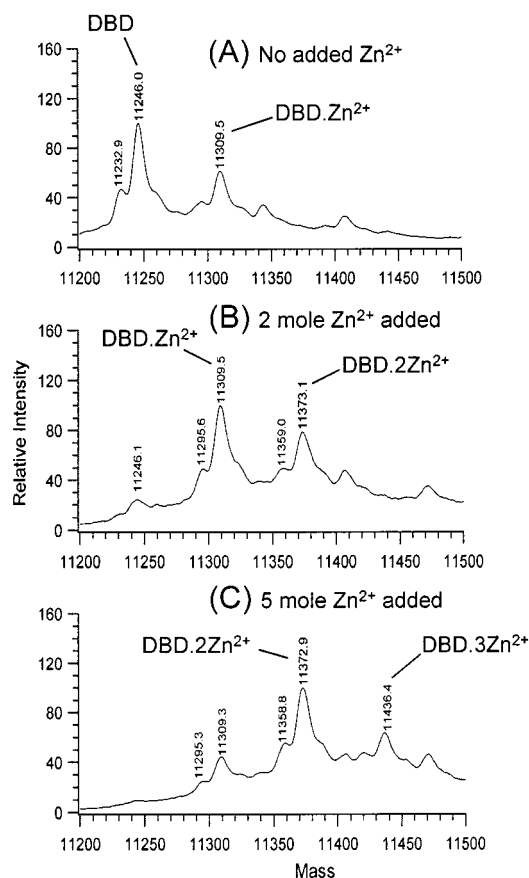 DBD
(A) No added Zn2+
160
120
80
40
0
11232.9
11246.0
11309.5
DBD.Zn2+
11200 11250 11300 11350 11400 11450 11500
(B) 2 mole Zn2+ added
DBD.Zn2+
DBD.2Zn2+
160
120
80
40
0
11246.1
11295.6
11309.5
11359.0
11373.1
11200 11250 11300 11350 11400 11450 11500
Relative Intensity
(C) 5 mole Zn2+ added
DBD.2Zn2+
DBD.3Zn2+
160
120
80
40
0
11295.3
11309.3
11358.8
11372.9
11436.4
11200 11250 11300 11350 11400 11450 11500
Mass